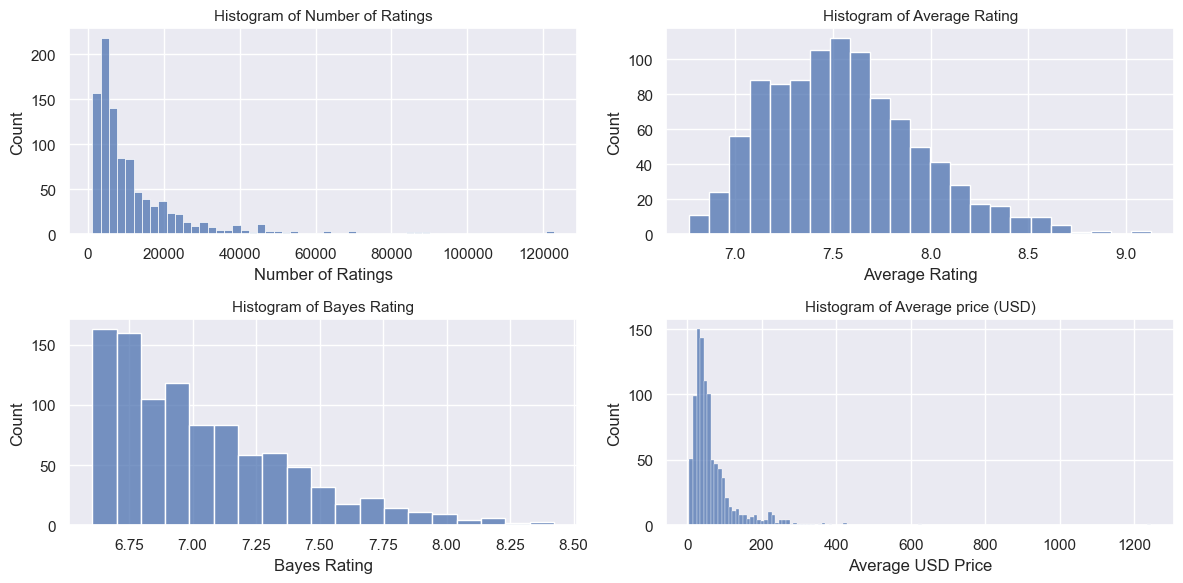 Histogram of Number of Ratings
200
150
100
50
0
Count
0 20000 40000 60000 80000 100000 120000
Number of Ratings
Histogram of Average Rating
100
80
60
40
20
0
Count
7.0 7.5 8.0 8.5 9.0
Average Rating
Histogram of Bayes Rating
150
100
50
0
Count
6.75 7.00 7.25 7.50 7.75 8.00 8.25 8.50
Bayes Rating
Histogram of Average price (USD)
150
100
50
0
Count
0 200 400 600 800 1000 1200
Average USD Price